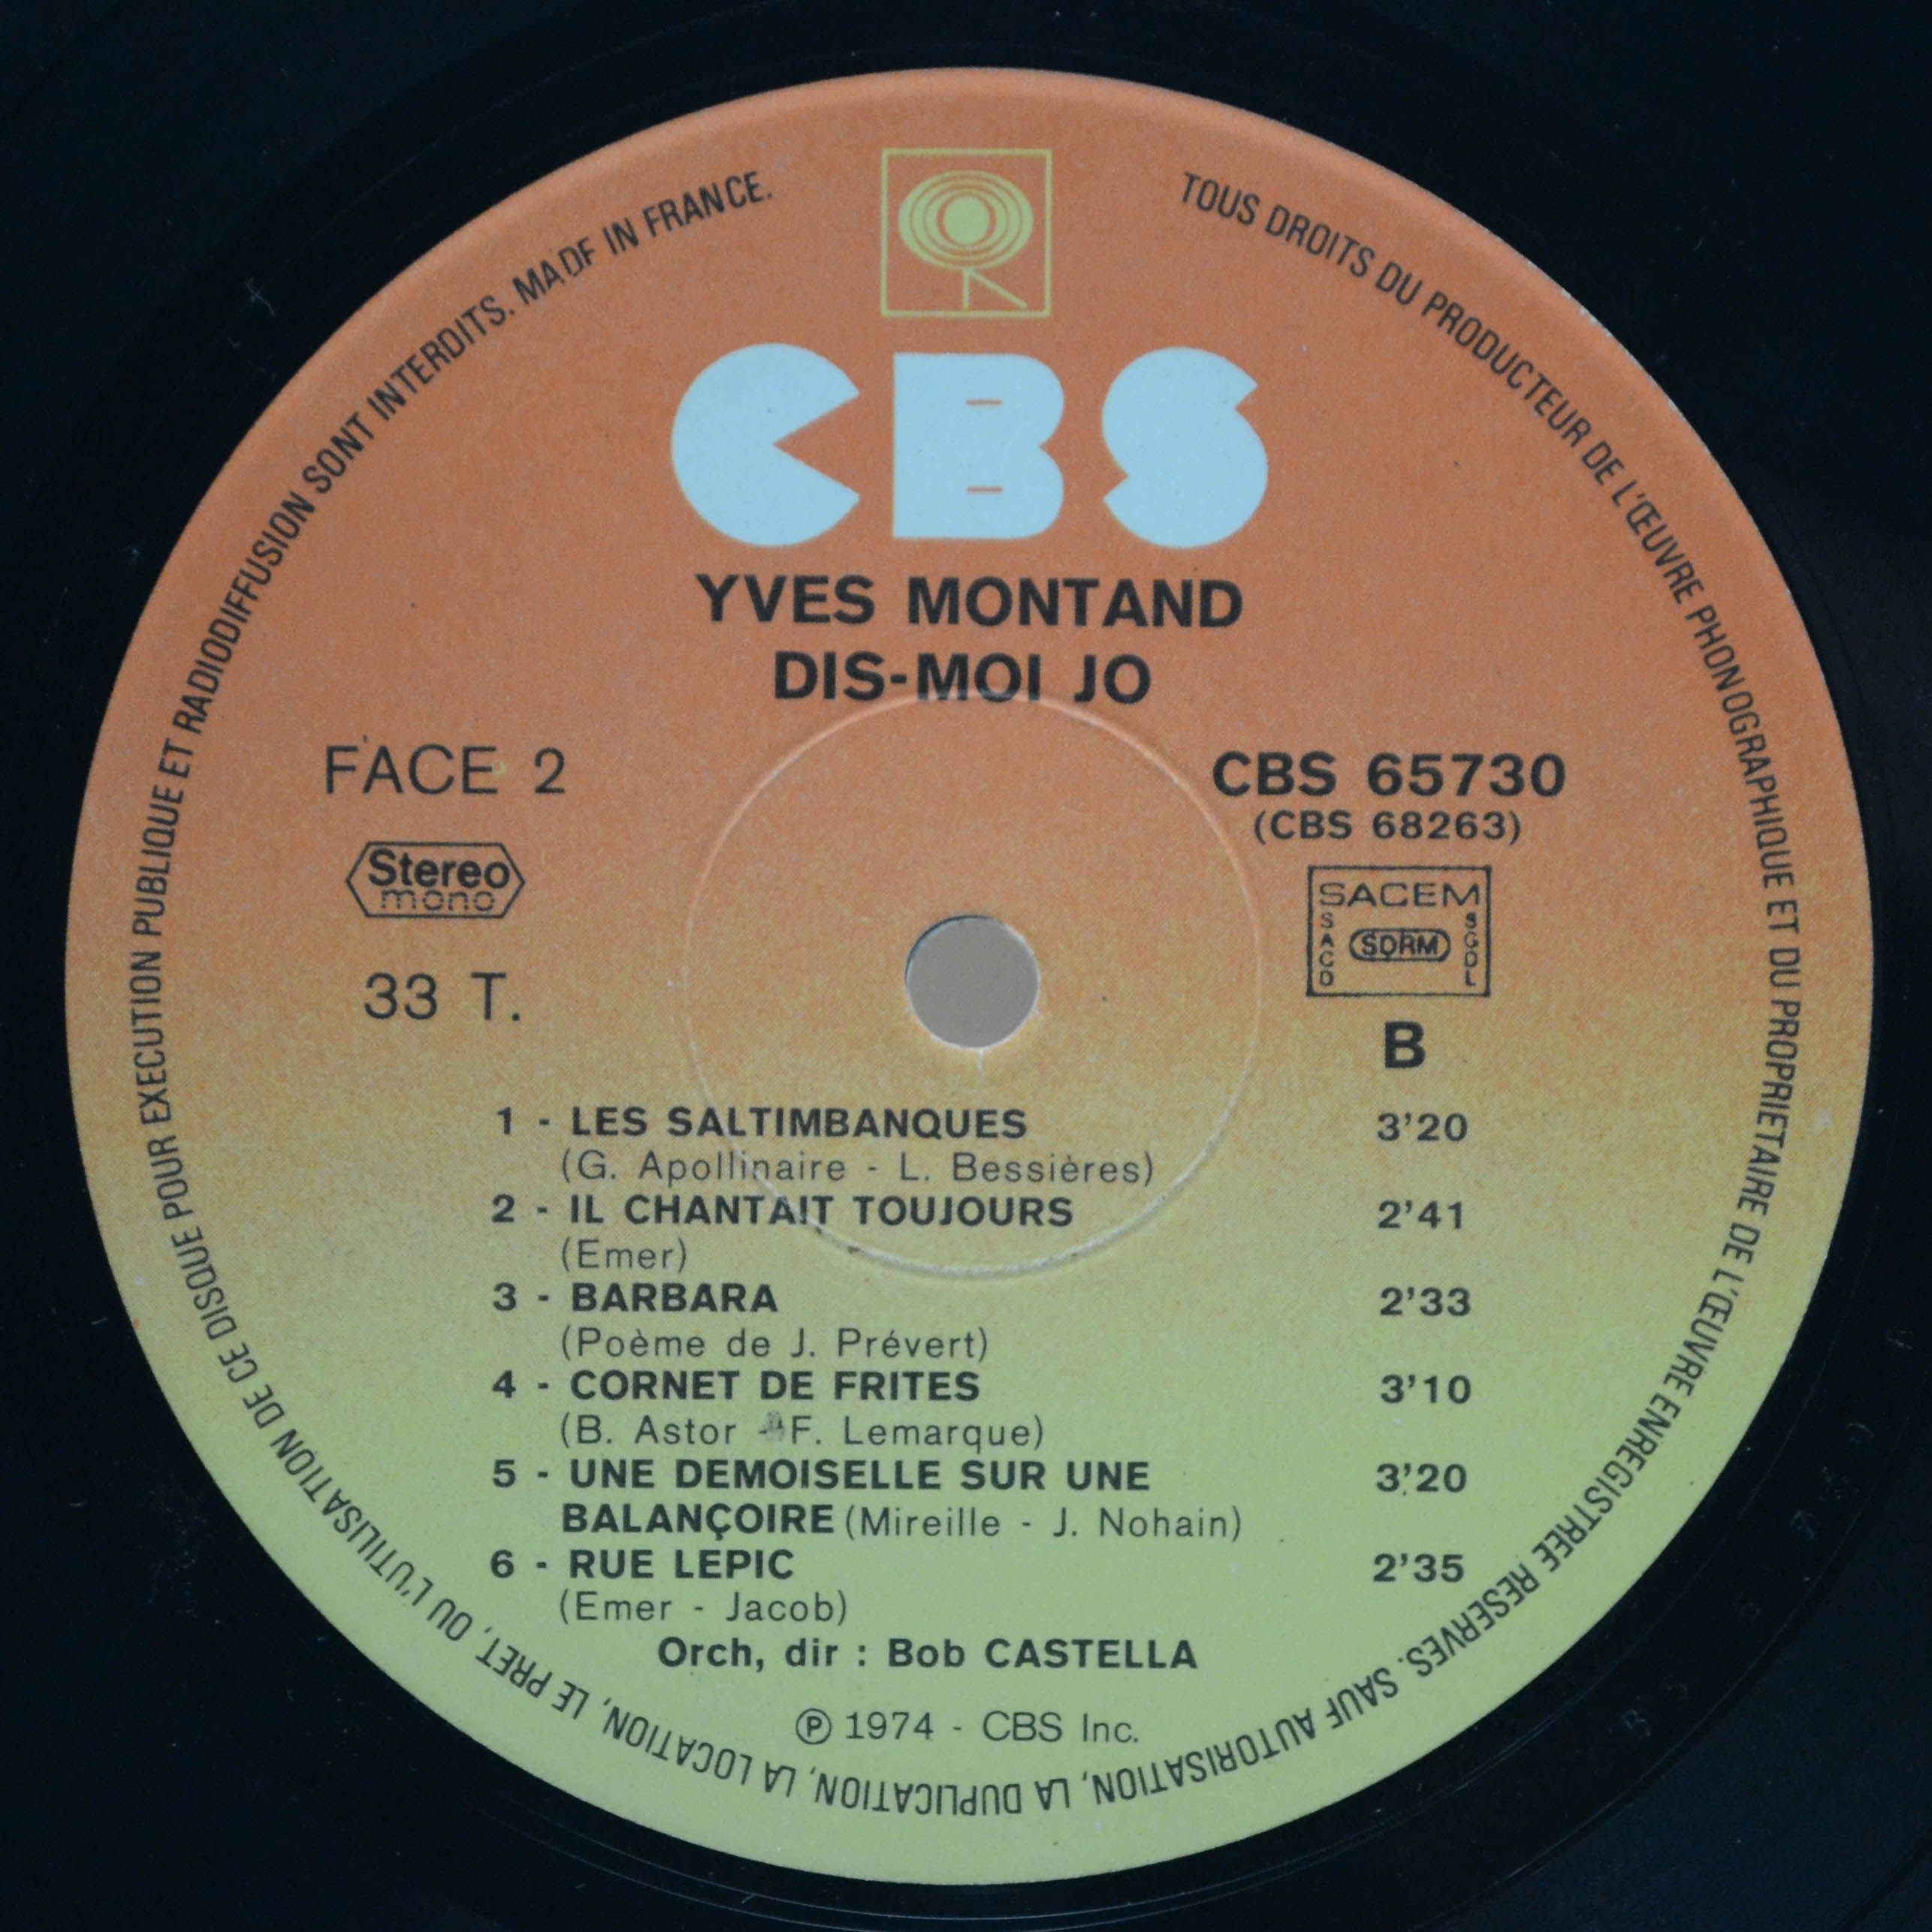 CBS
YVES MONTAND
DIS-MOI JO
FACE 2
CBS 65730
(CBS 68263)
Stereo
mono
SACEM
SACD
SDRM
SGDL
33 T.
B
1 - LES SALTIMBANQUES 3'20
(G. Apollinaire - L. Bessières)
2 - IL CHANTAIT TOUJOURS 2'41
(Emer)
3 - BARBARA 2'33
(Poème de J. Prévert)
4 - CORNET DE FRITES 3'10
(B. Astor - F. Lemarque)
5 - UNE DEMOISELLE SUR UNE 3'20
BALANÇOIRE (Mireille - J. Nohain)
6 - RUE LEPIC 2'35
(Emer - Jacob)
Orch, dir : Bob CASTELLA
℗ 1974 - CBS Inc.
TOUS DROITS DU PRODUCTEUR DE L'ŒUVRE PHONOGRAPHIQUE ET DU PROPRIETAIRE DE L'ŒUVRE ENREGISTREE RESERVES. SAUF AUTORISATION, LA DUPLICATION, LA LOCATION, LE PRET, OU L'UTILISATION DE CE DISQUE POUR EXECUTION PUBLIQUE ET RADIODIFFUSION SONT INTERDITS. MADE IN FRANCE.